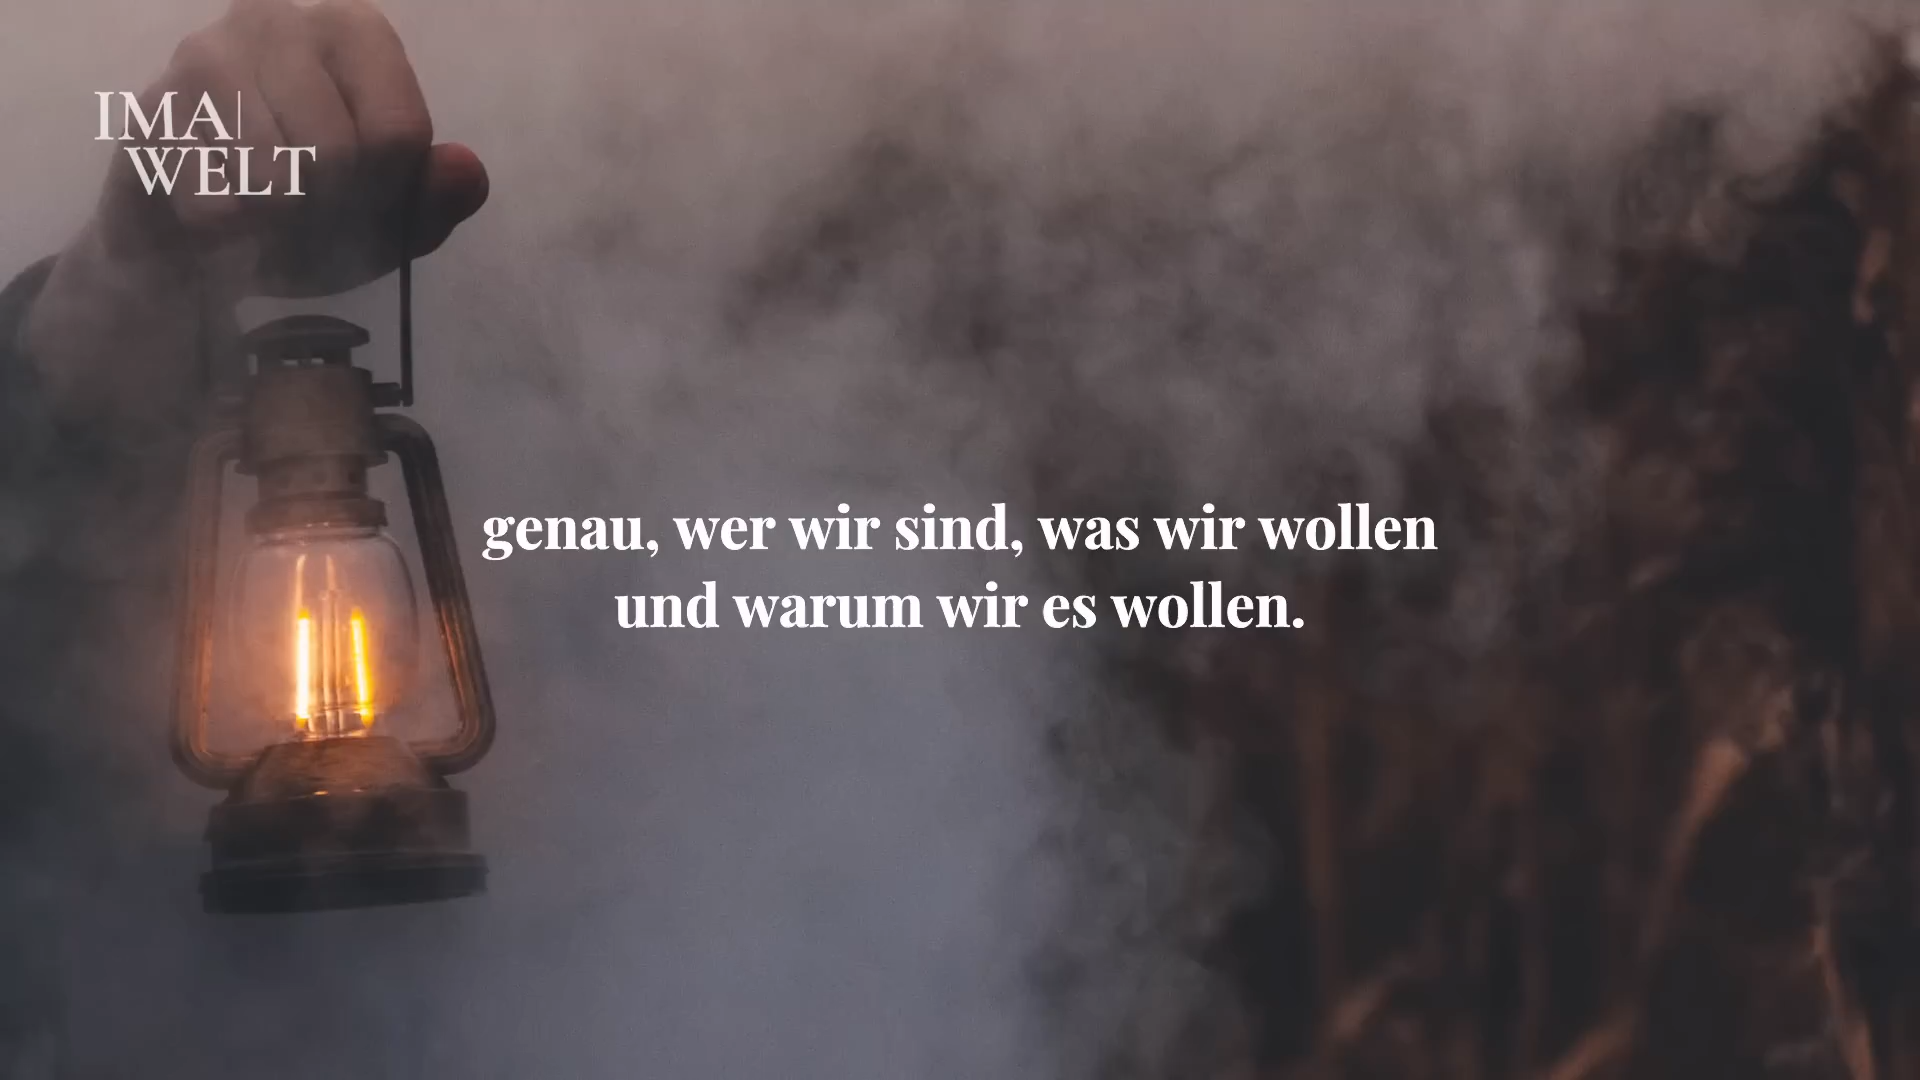 IMA|
WELT
genau, wer wir sind, was wir wollen
und warum wir es wollen.